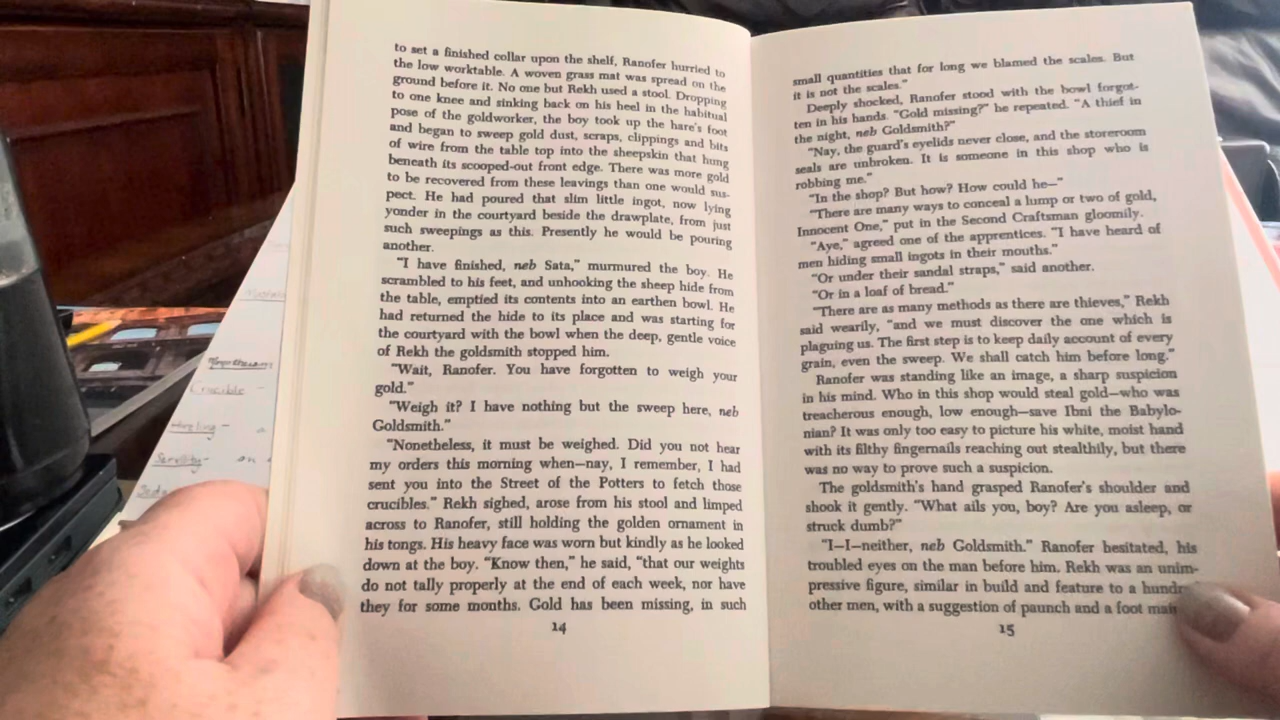 to set a finished collar upon the shelf, Ranofer hurried to
the low worktable. A woven grass mat was spread on the
ground before it. No one but Rekh used a stool. Dropping
to one knee and sinking back on his heel in the habitual
pose of the goldworker, the boy took up the hare's foot
and began to sweep gold dust, scraps, clippings and bits
of wire from the table top into the sheepskin that hung
beneath its scooped-out front edge. There was more gold
to be recovered from these leavings than one would sus-
pect. He had poured that slim little ingot, now lying
yonder in the courtyard beside the drawplate, from just
such sweepings as this. Presently he would be pouring
another.
"I have finished, neb Sata," murmured the boy. He
scrambled to his feet, and unhooking the sheep hide from
the table, emptied its contents into an earthen bowl. He
had returned the hide to its place and was starting for
the courtyard with the bowl when the deep, gentle voice
of Rekh the goldsmith stopped him.
"Wait, Ranofer. You have forgotten to weigh your
gold."
"Weigh it? I have nothing but the sweep here, neb
Goldsmith."
"Nonetheless, it must be weighed. Did you not hear
my orders this morning when—nay, I remember, I had
sent you into the Street of the Potters to fetch those
crucibles." Rekh sighed, arose from his stool and limped
across to Ranofer, still holding the golden ornament in
his tongs. His heavy face was worn but kindly as he looked
down at the boy. "Know then," he said, "that our weights
do not tally properly at the end of each week, nor have
they for some months. Gold has been missing, in such
14
small quantities that for long we blamed the scales. But
it is not the scales."
Deeply shocked, Ranofer stood with the bowl forgot-
ten in his hands. "Gold missing?" he repeated. "A thief in
the night, neb Goldsmith?"
"Nay, the guard's eyelids never close, and the storeroom
seals are unbroken. It is someone in this shop who is
robbing me."
"In the shop? But how? How could he—"
"There are many ways to conceal a lump or two of gold,
Innocent One," put in the Second Craftsman gloomily.
"Aye," agreed one of the apprentices. "I have heard of
men hiding small ingots in their mouths."
"Or under their sandal straps," said another.
"Or in a loaf of bread."
"There are as many methods as there are thieves," Rekh
said wearily, "and we must discover the one which is
plaguing us. The first step is to keep daily account of every
grain, even the sweep. We shall catch him before long."
Ranofer was standing like an image, a sharp suspicion
in his mind. Who in this shop would steal gold—who was
treacherous enough, low enough—save Ibni the Babylo-
nian? It was only too easy to picture his white, moist hand
with its filthy fingernails reaching out stealthily, but there
was no way to prove such a suspicion.
The goldsmith's hand grasped Ranofer's shoulder and
shook it gently. "What ails you, boy? Are you asleep, or
struck dumb?"
"I—I—neither, neb Goldsmith." Ranofer hesitated, his
troubled eyes on the man before him. Rekh was an unim-
pressive figure, similar in build and feature to a
other men, with a suggestion of paunch and a foot
15
Crucible -
Hireling -
Servility-